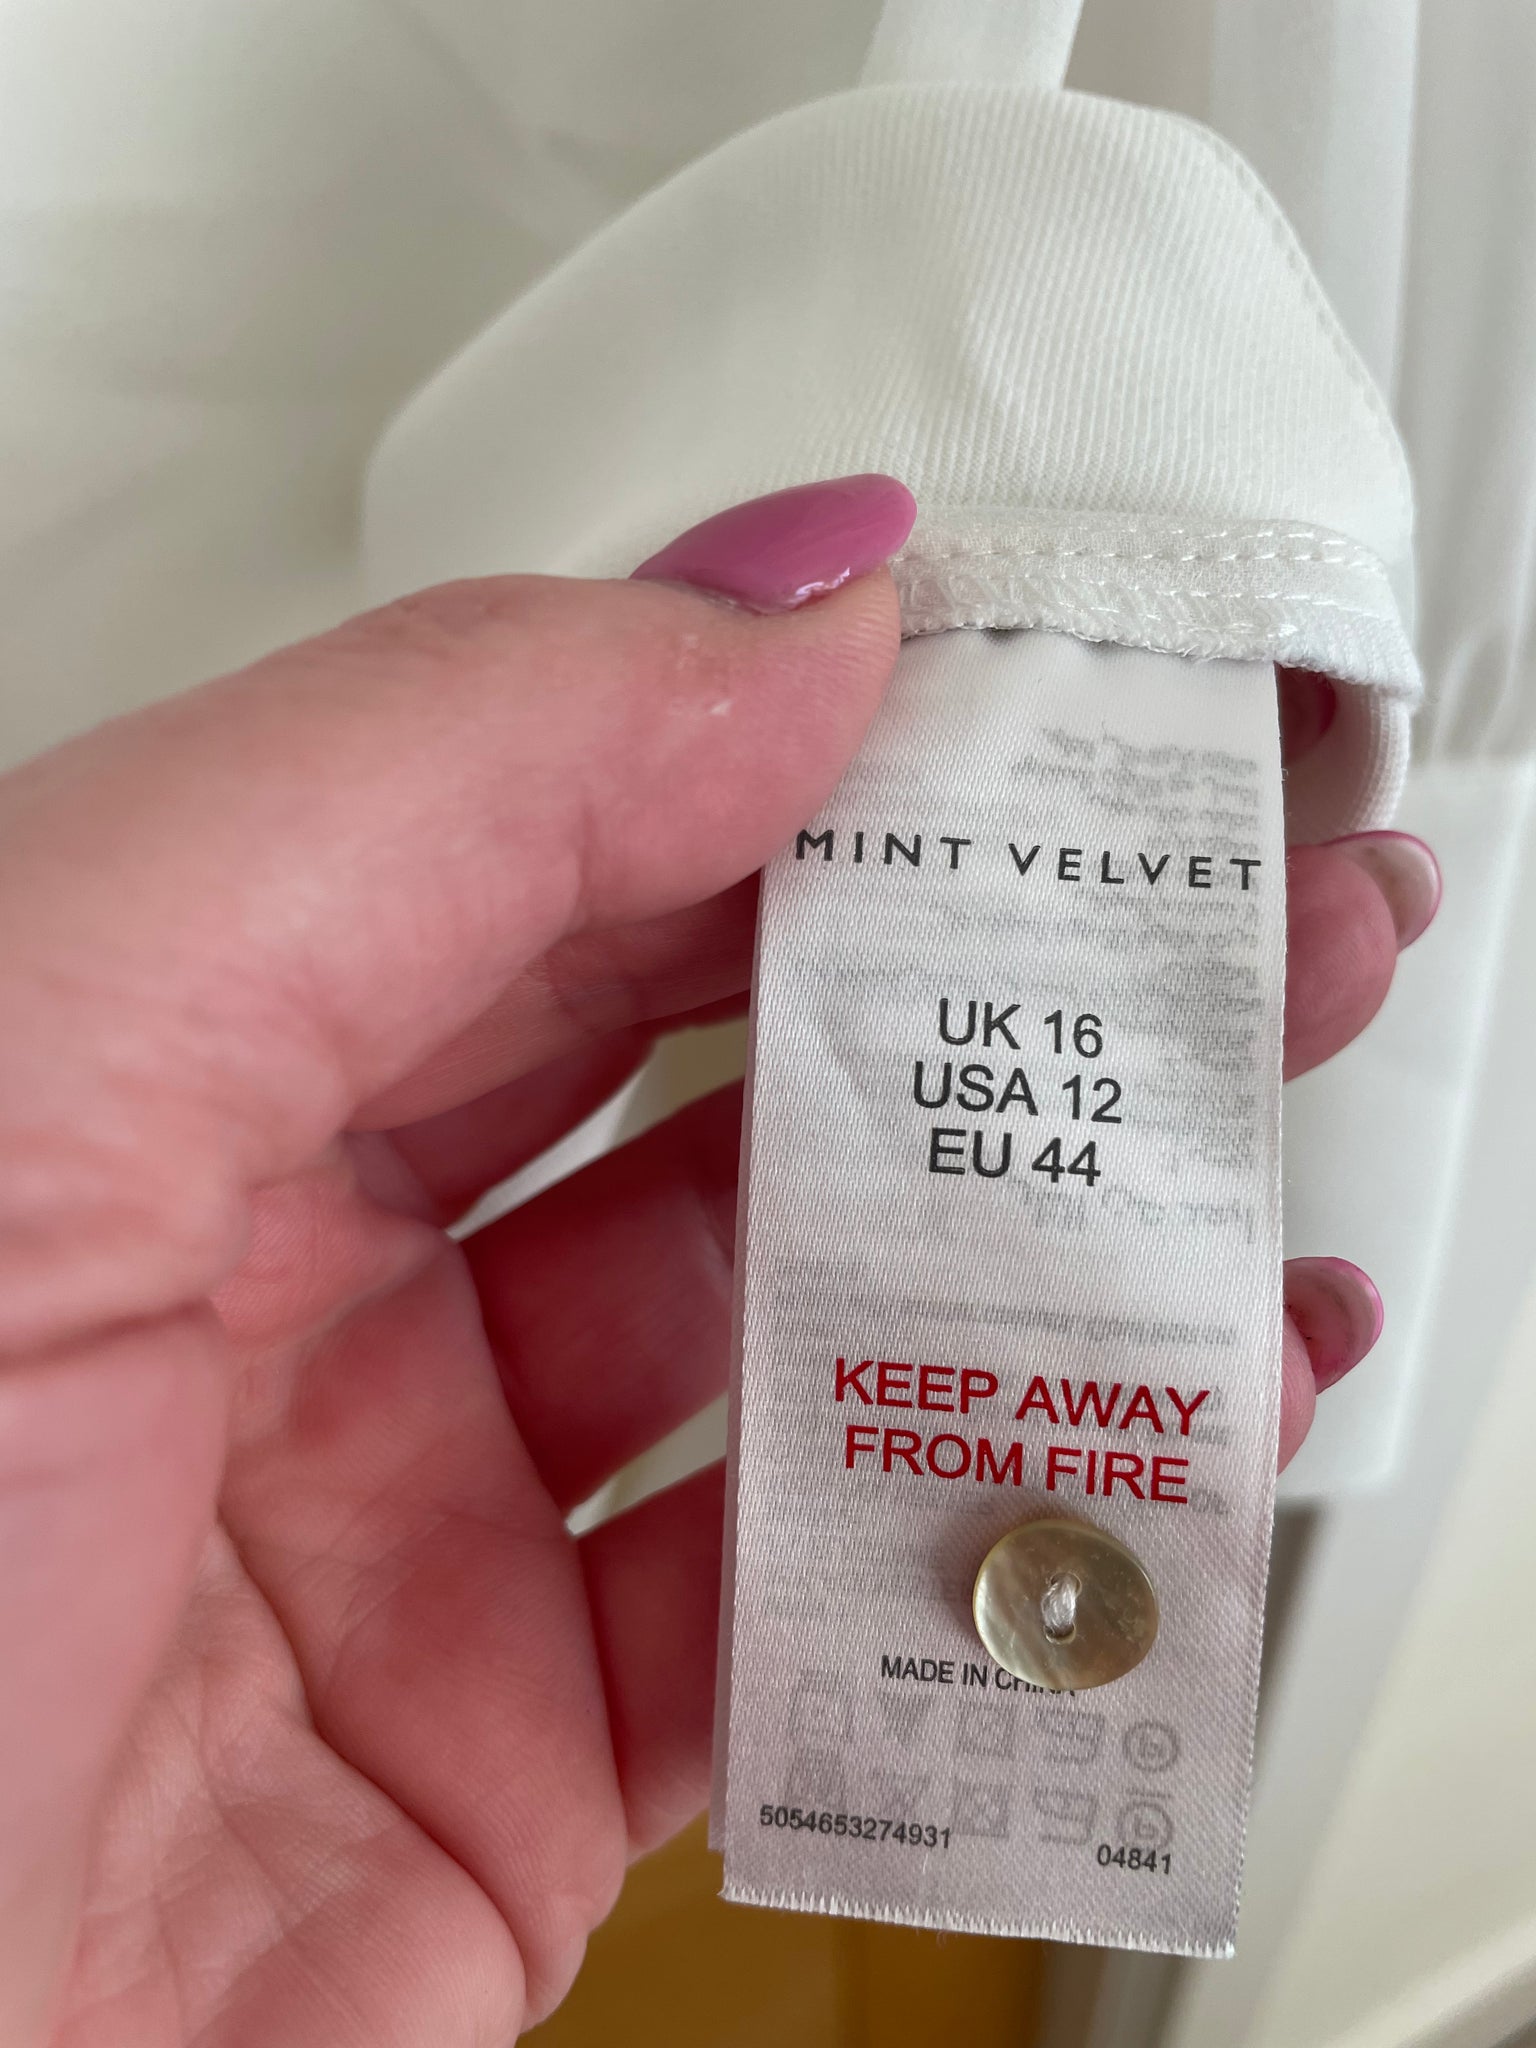 MINT VELVET
UK 16
USA 12
EU 44
KEEP AWAY
FROM FIRE
MADE IN CHINA
5054653274931
04841